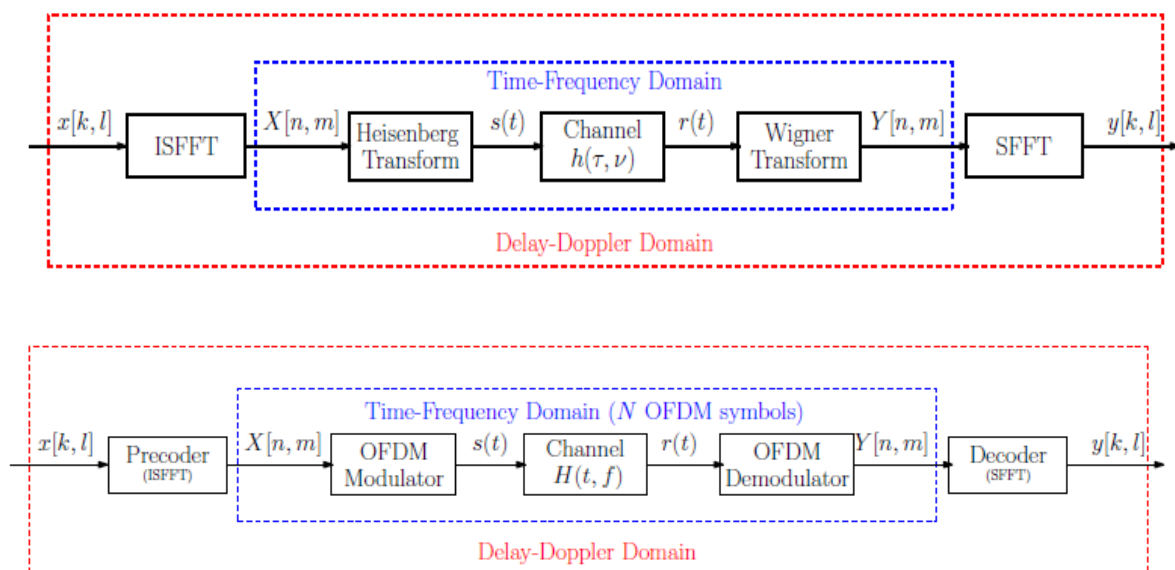 Time-Frequency Domain
x[k, l]
ISFFT
X[n, m]
Heisenberg
Transform
s(t)
Channel
h(τ, ν)
r(t)
Wigner
Transform
Y[n, m]
SFFT
y[k, l]
Delay-Doppler Domain
Time-Frequency Domain (N OFDM symbols)
x[k, l]
Precoder
(ISFFT)
X[n, m]
OFDM
Modulator
s(t)
Channel
H(t, f)
r(t)
OFDM
Demodulator
Y[n, m]
Decoder
(SFFT)
y[k, l]
Delay-Doppler Domain